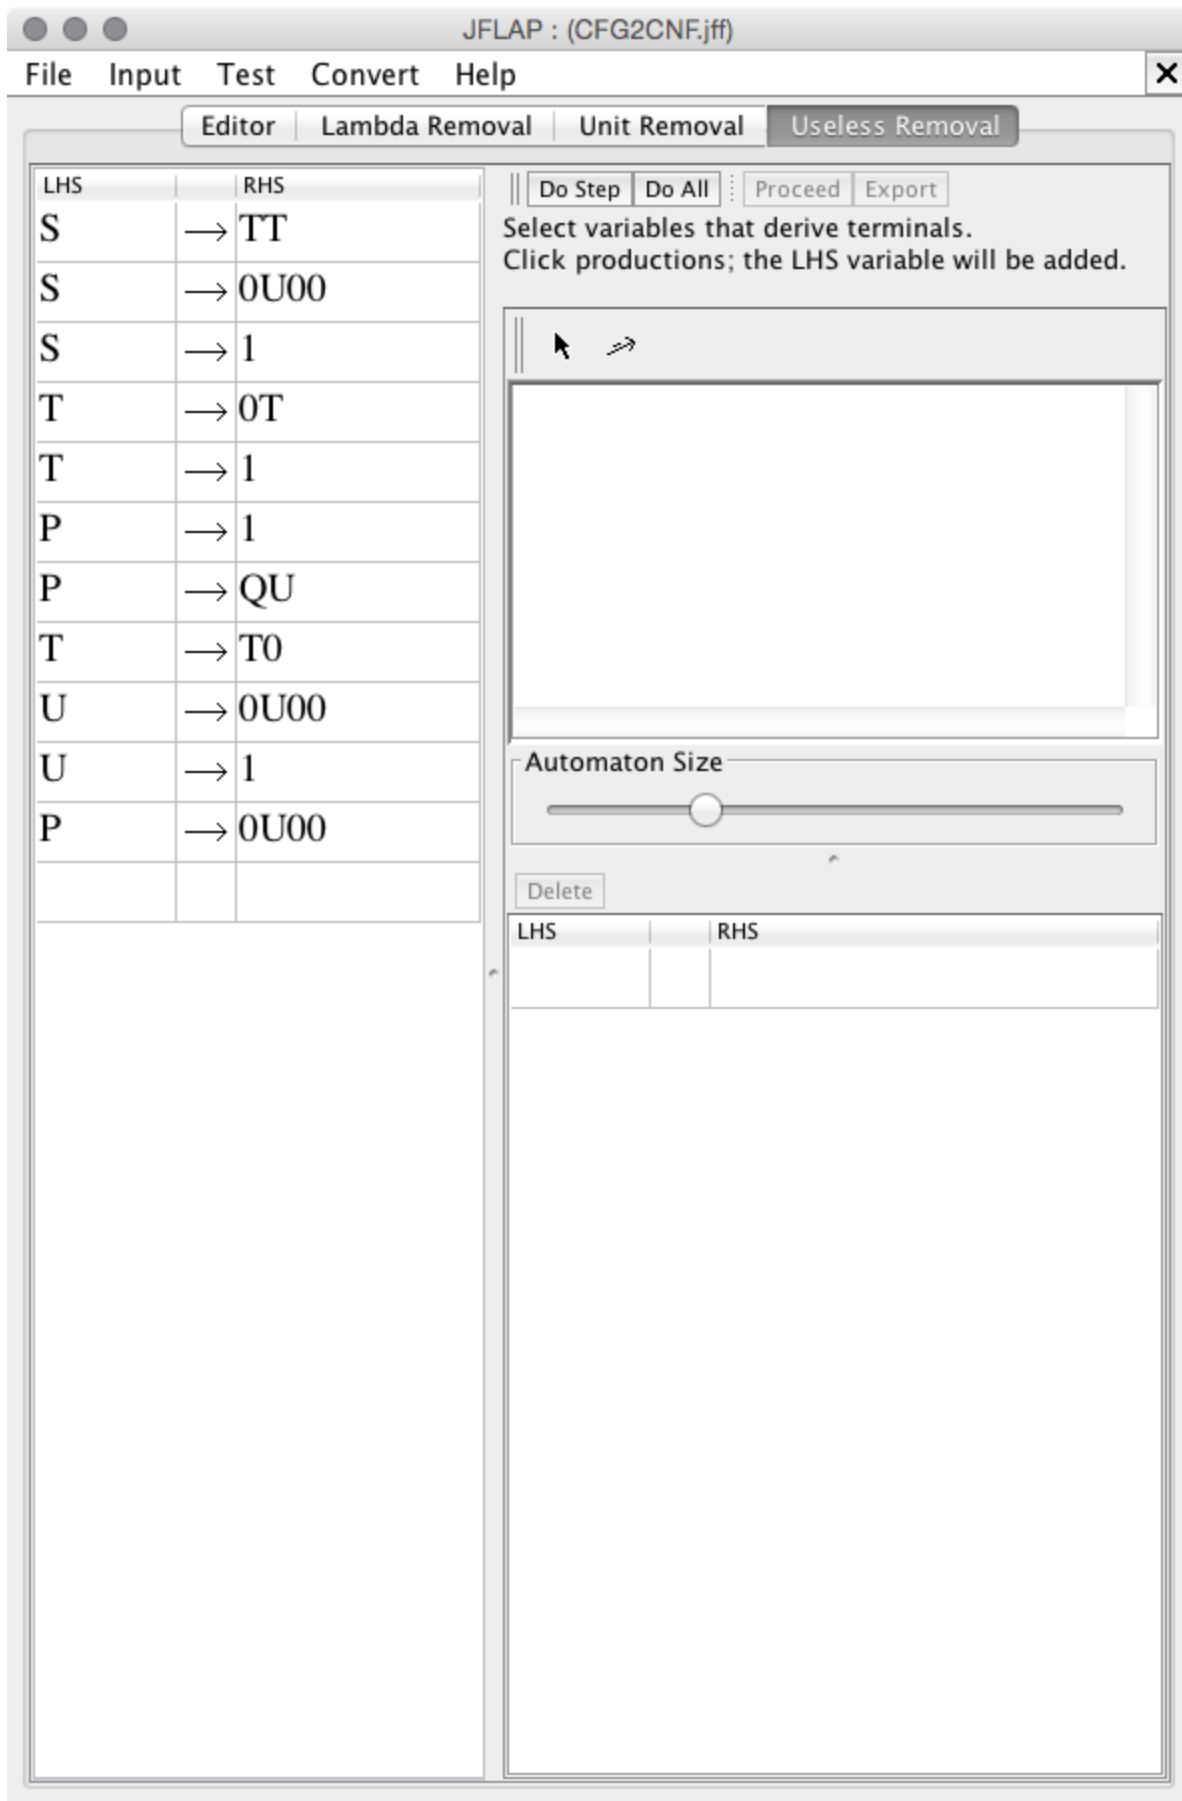 JFLAP : (CFG2CNF.jff)
File Input Test Convert Help
Editor Lambda Removal Unit Removal Useless Removal
LHS RHS
S → TT
S → 0U00
S → 1
T → 0T
T → 1
P → 1
P → QU
T → T0
U → 0U00
U → 1
P → 0U00
Do Step Do All Proceed Export
Select variables that derive terminals.
Click productions; the LHS variable will be added.
Automaton Size
Delete
LHS RHS